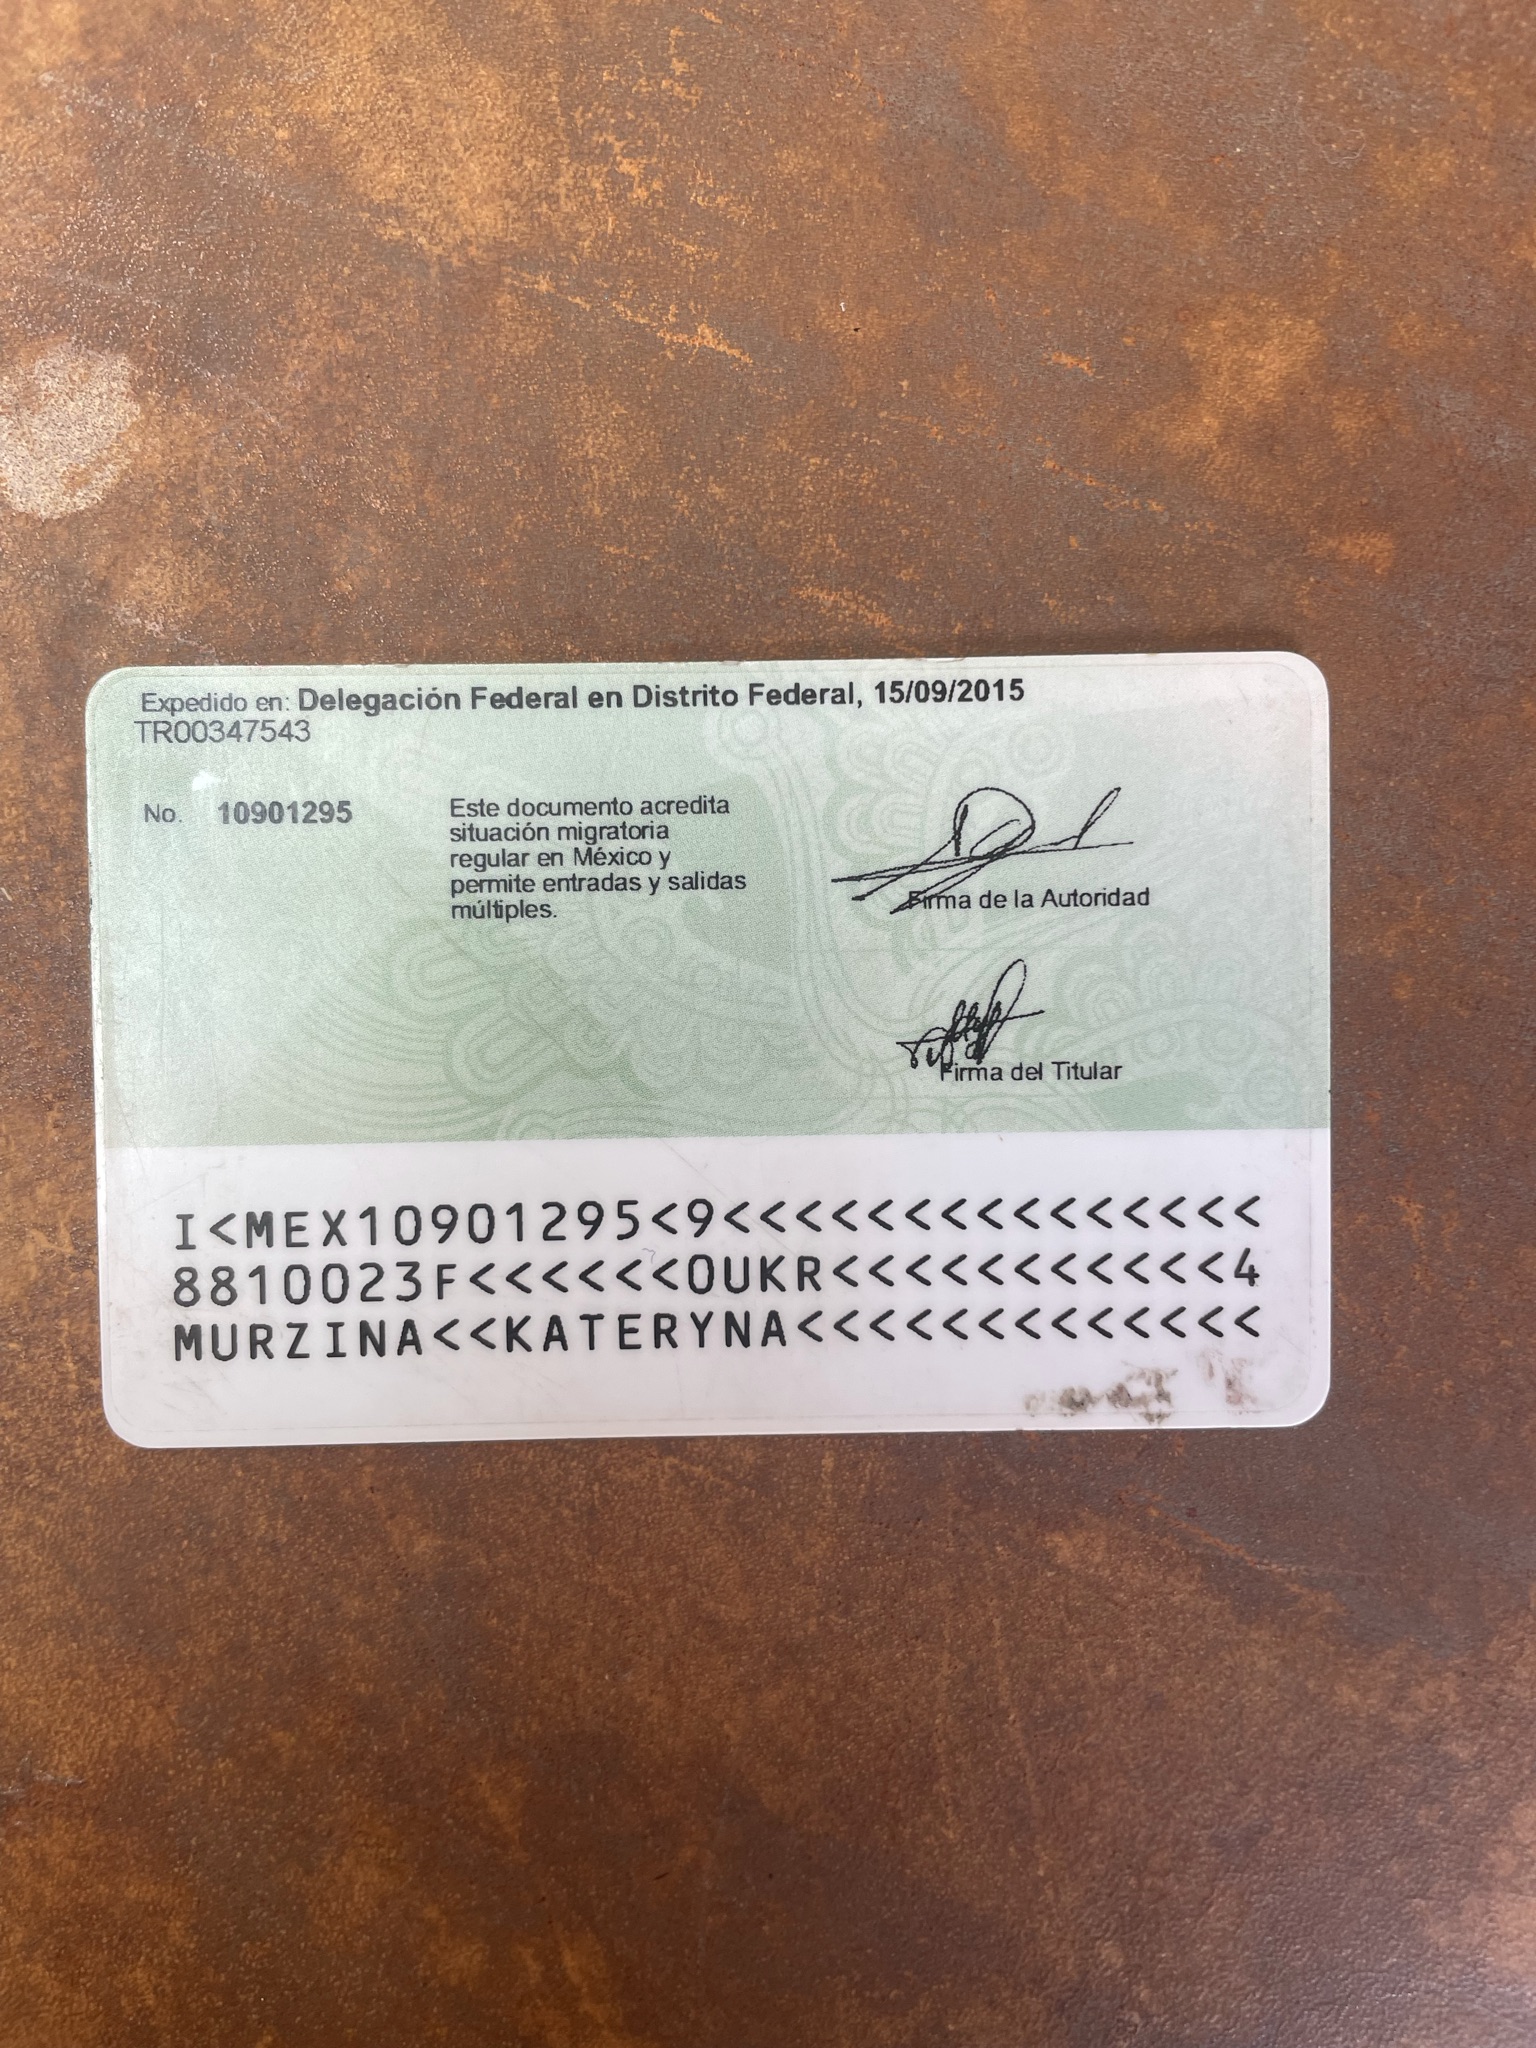 Expedido en: Delegación Federal en Distrito Federal, 15/09/2015
TR00347543
No. 10901295
Este documento acredita
situación migratoria
regular en México y
permite entradas y salidas
múltiples.
Firma de la Autoridad
Firma del Titular
I<MEX10901295<9<<<<<<<<<<<<<<<
8810023F<<<<<<0UKR<<<<<<<<<<<4
MURZINA<<KATERYNA<<<<<<<<<<<<<